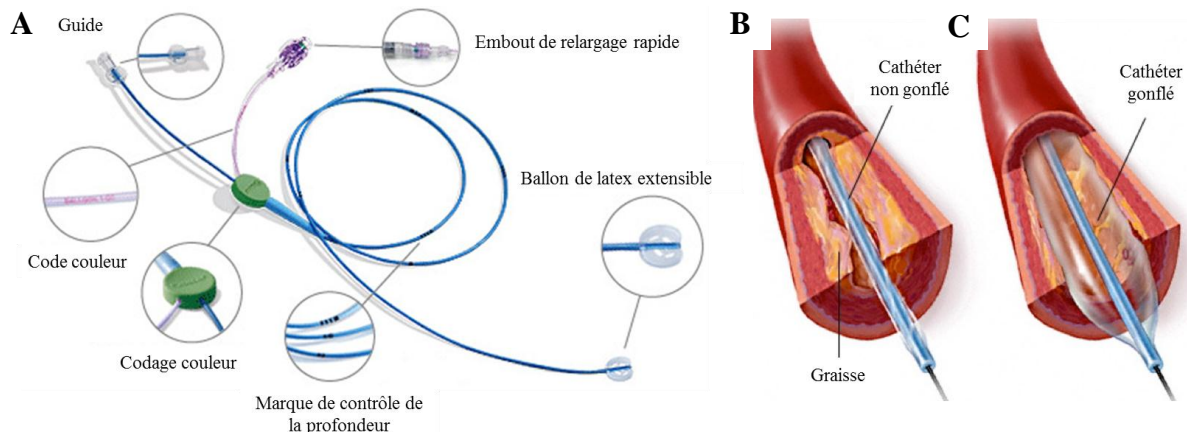 A
Guide
Embout de relargage rapide
Ballon de latex extensible
Code couleur
Codage couleur
Marque de contrôle de
la profondeur
B
Cathéter
non gonflé
Graisse
C
Cathéter
gonflé